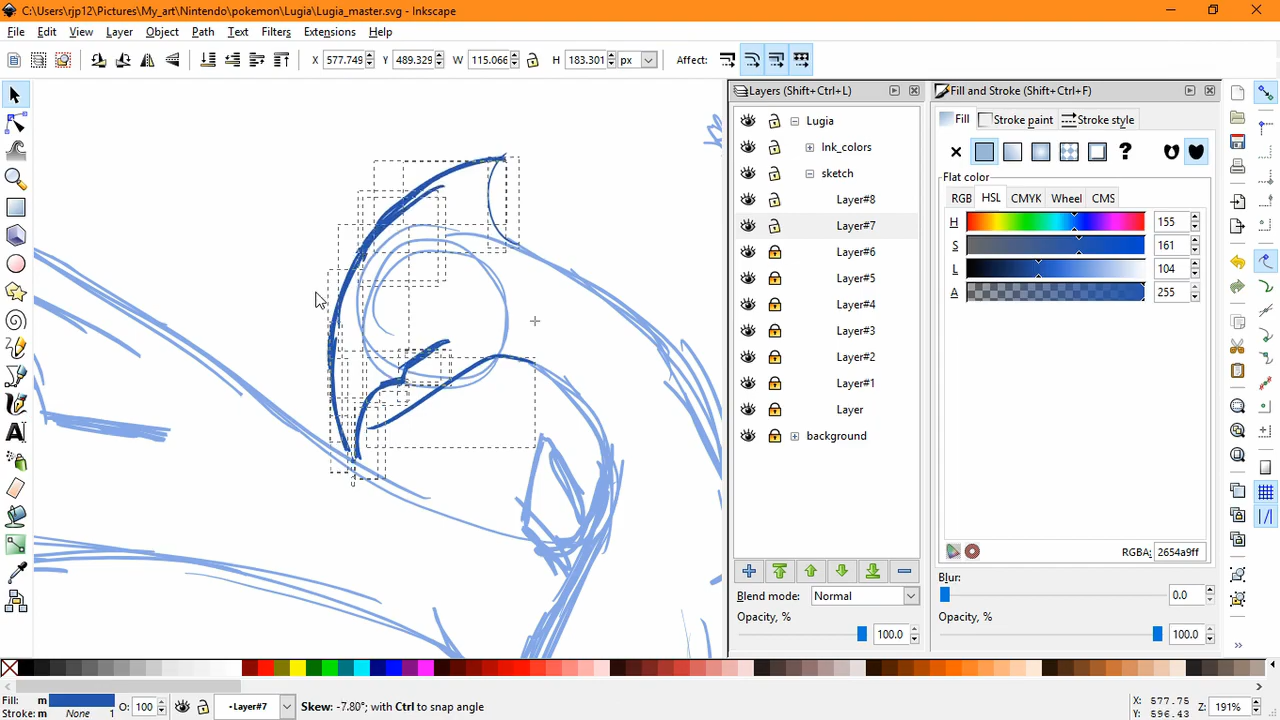 C:\Users\rjp12\Pictures\My_art\Nintendo\pokemon\Lugia\Lugia_master.svg - Inkscape
File Edit View Layer Object Path Filters Text Extensions Help
X 577.749 Y 489.329 W 115.066 H 183.301 px Affect:
Layers (Shift+Ctrl+L)
Fill and Stroke (Shift+Ctrl+F)
Lugia
Ink_colors
sketch
Layer#8
Layer#7
Layer#6
Layer#5
Layer#4
Layer#3
Layer#2
Layer#1
Layer
background
Blend mode: Normal
Opacity, %
100.0
Fill Stroke paint Stroke style
?
Flat color
RGB HSL CMYK Wheel CMS
H 155
S 161
L 104
A 255
RGBA: 2654a9ff
Blur:
0.0
Opacity, %
100.0
Fill: m O: 100 ·Layer#7 Skew: -7.80°; with Ctrl to snap angle X: 577.75 Z: 191%
Stroke: m None 1 Y: 596.43